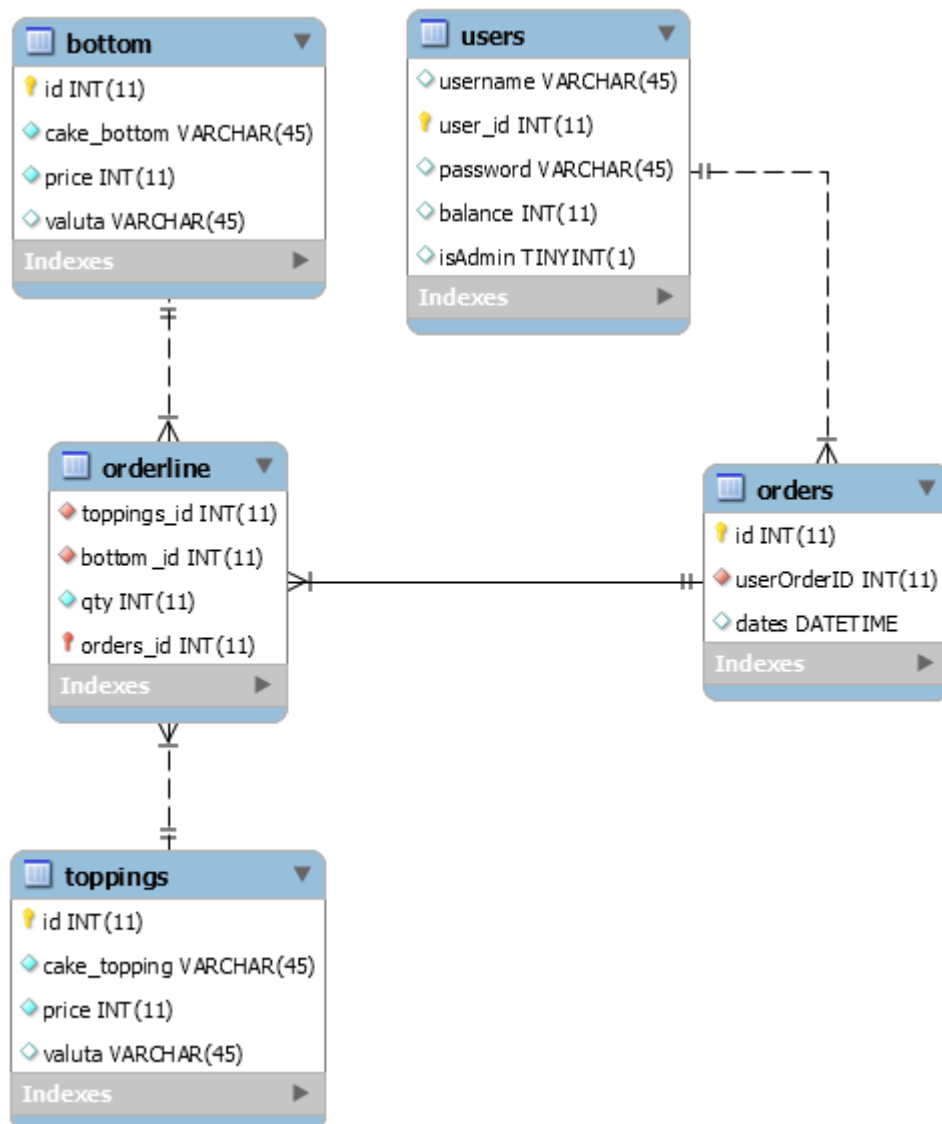 bottom
id INT(11)
cake_bottom VARCHAR(45)
price INT(11)
valuta VARCHAR(45)
Indexes
users
username VARCHAR(45)
user_id INT(11)
password VARCHAR(45)
balance INT(11)
isAdmin TINYINT(1)
Indexes
orderline
toppings_id INT(11)
bottom_id INT(11)
qty INT(11)
orders_id INT(11)
Indexes
orders
id INT(11)
userOrderID INT(11)
dates DATETIME
Indexes
toppings
id INT(11)
cake_topping VARCHAR(45)
price INT(11)
valuta VARCHAR(45)
Indexes